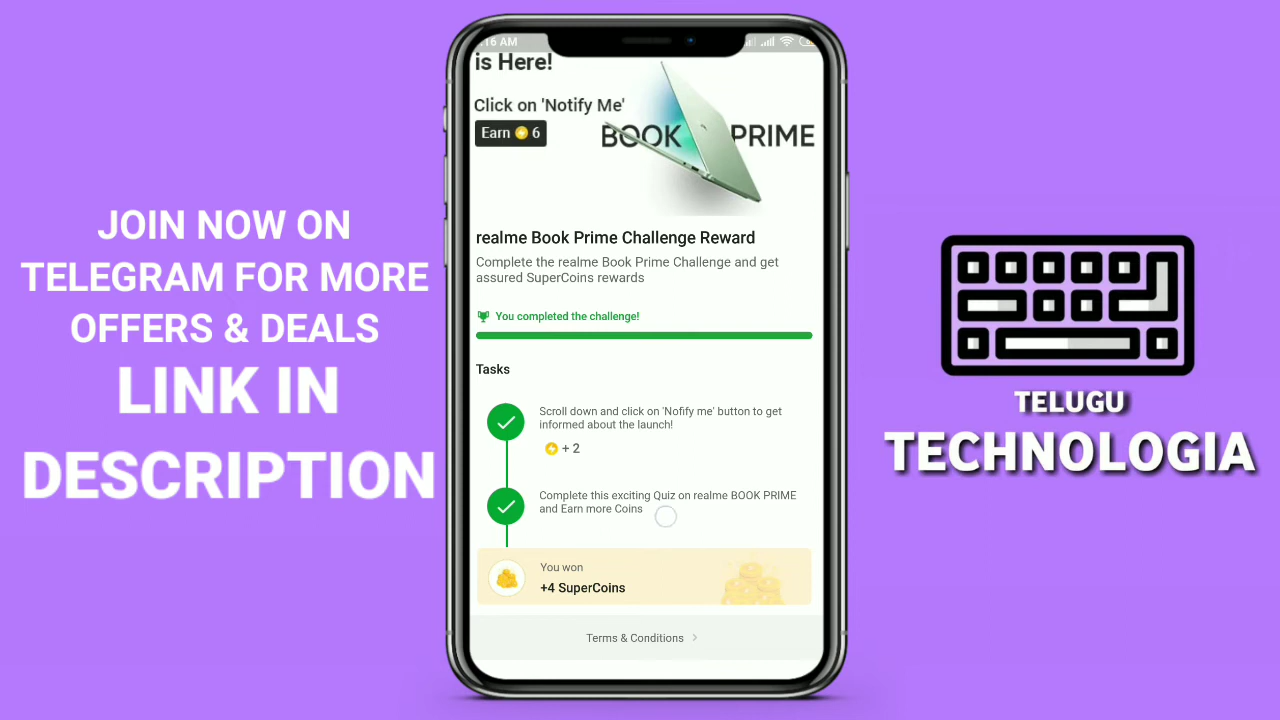 JOIN NOW ON
TELEGRAM FOR MORE
OFFERS & DEALS
LINK IN
DESCRIPTION
16 AM
is Here!
Click on 'Notify Me'
Earn 6
BOOK PRIME
realme Book Prime Challenge Reward
Complete the realme Book Prime Challenge and get
assured SuperCoins rewards
You completed the challenge!
Tasks
Scroll down and click on 'Nofify me' button to get
informed about the launch!
+ 2
Complete this exciting Quiz on realme BOOK PRIME
and Earn more Coins
You won
+4 SuperCoins
Terms & Conditions
TELUGU
TECHNOLOGIA